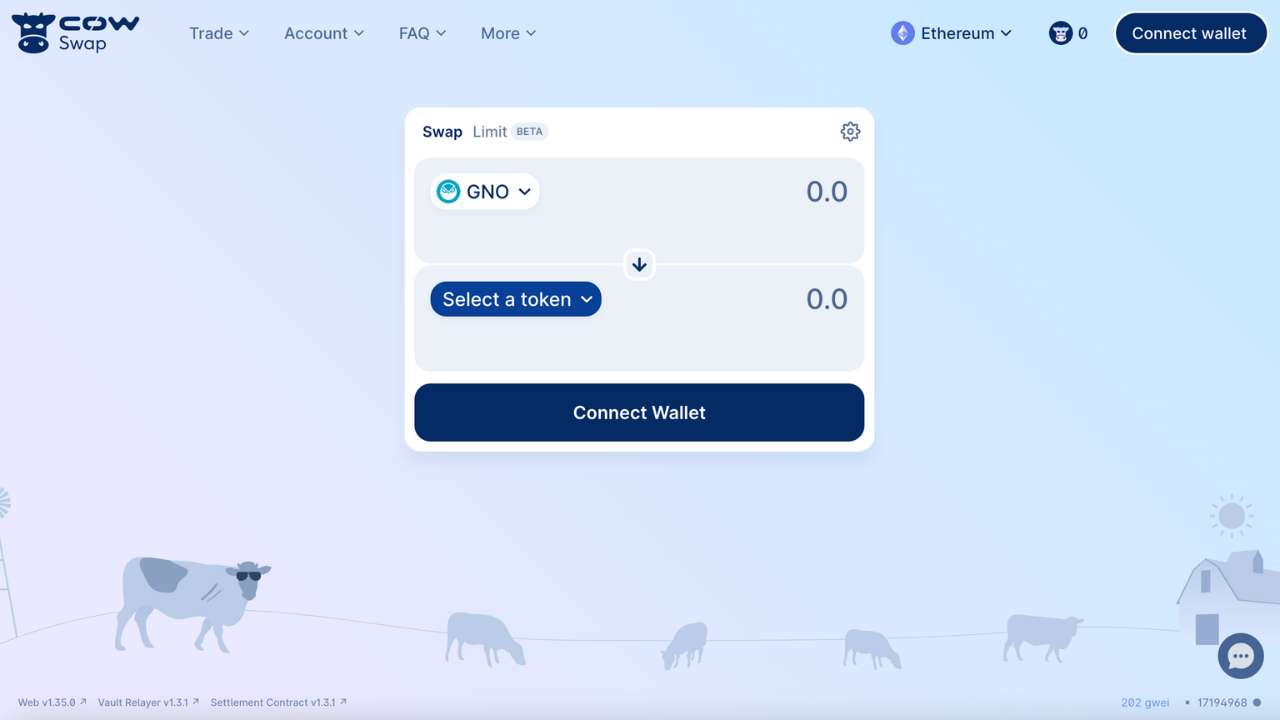 COW
Swap
Trade
Account
FAQ
More
Ethereum
0
Connect wallet
Swap
Limit
BETA
GNO
0.0
Select a token
0.0
Connect Wallet
Web v1.35.0 ↗
Vault Relayer v1.3.1 ↗
Settlement Contract v1.3.1 ↗
202 gwei
17194968